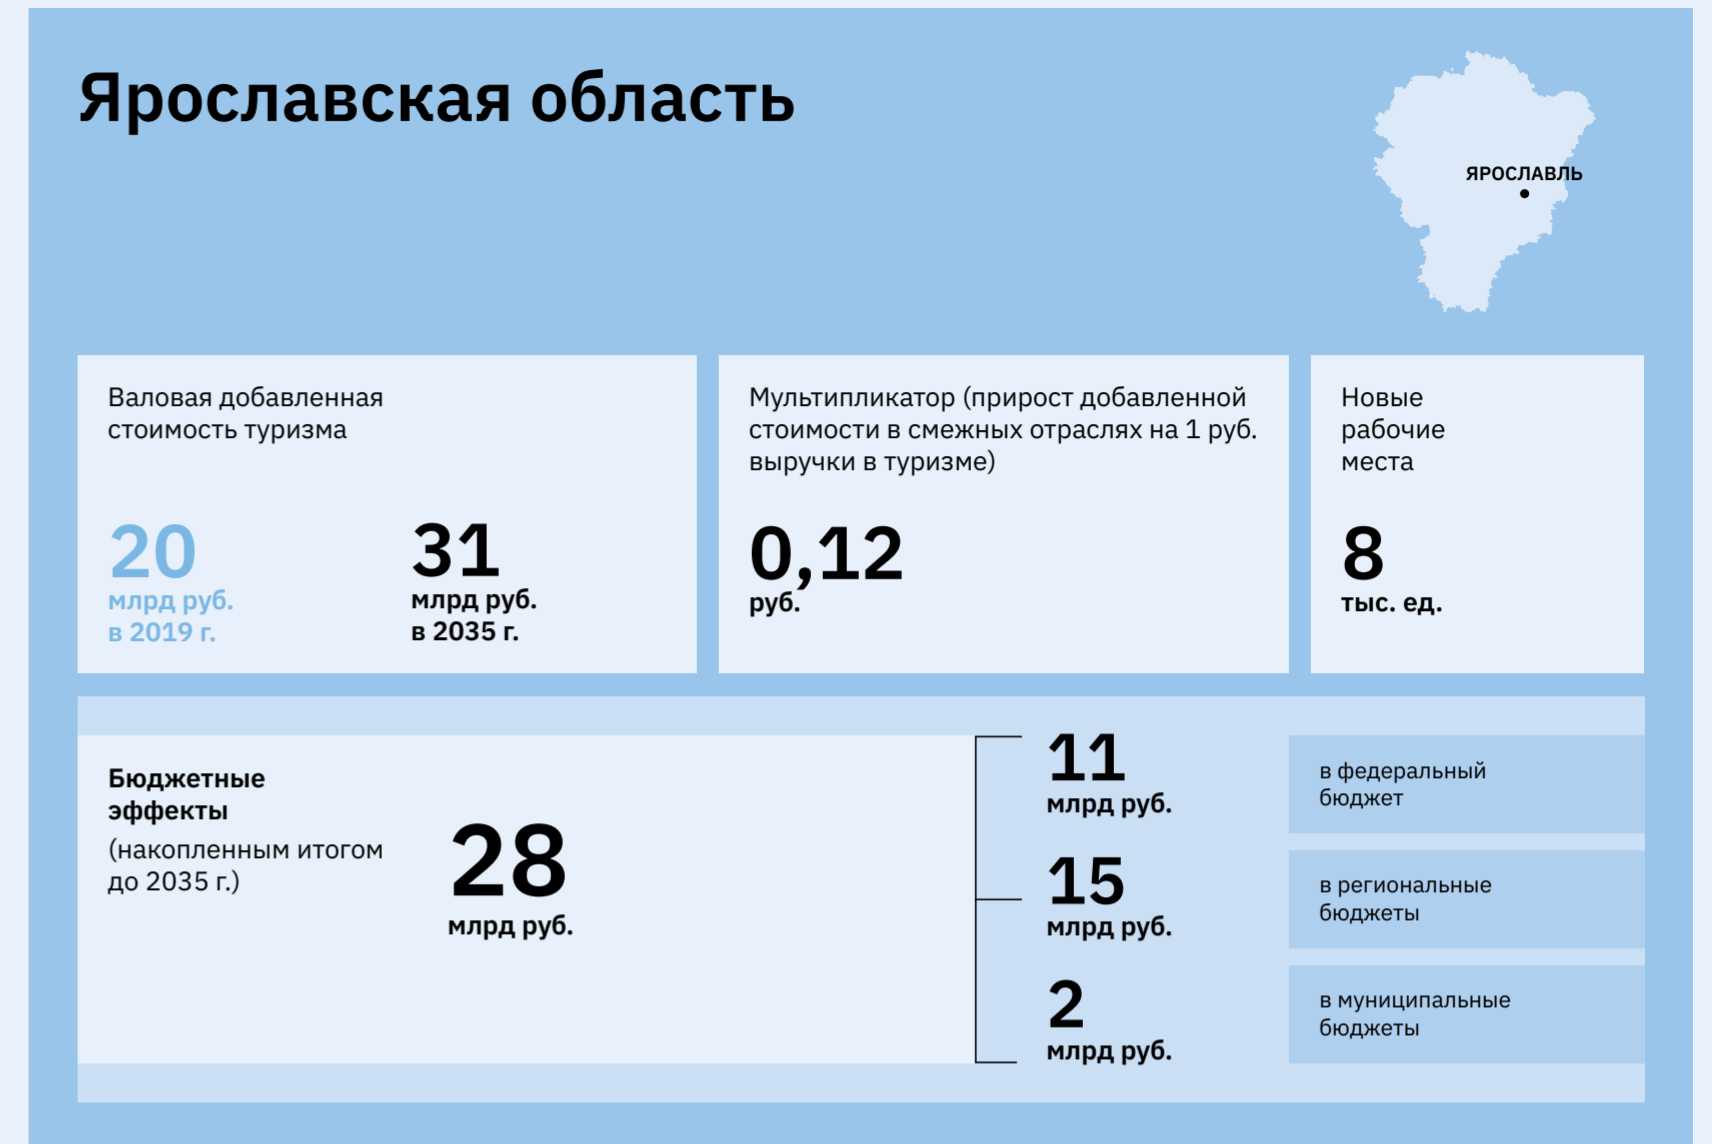 Ярославская область
ЯРОСЛАВЛЬ
Валовая добавленная
стоимость туризма
20
млрд руб.
в 2019 г.
31
млрд руб.
в 2035 г.
Мультипликатор (прирост добавленной
стоимости в смежных отраслях на 1 руб.
выручки в туризме)
0,12
руб.
Новые
рабочие
места
8
тыс. ед.
Бюджетные
эффекты
(накопленным итогом
до 2035 г.)
28
млрд руб.
11
млрд руб.
в федеральный
бюджет
15
млрд руб.
в региональные
бюджеты
2
млрд руб.
в муниципальные
бюджеты